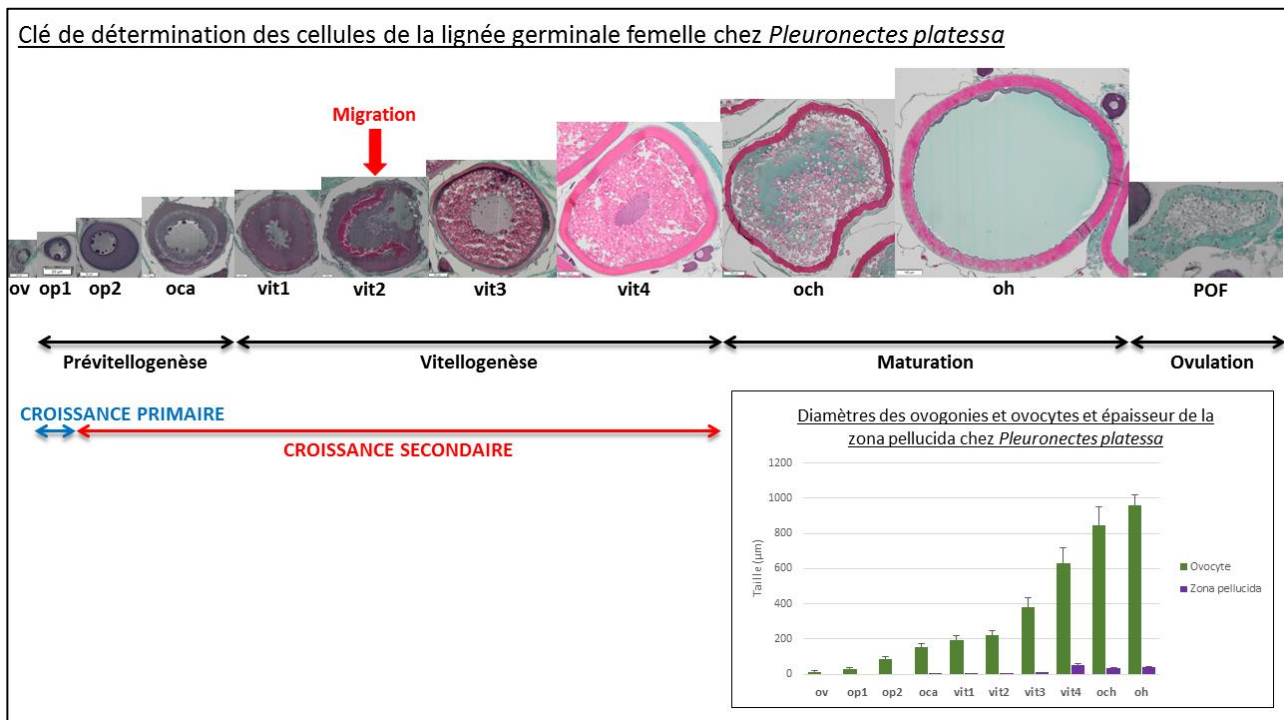 Clé de détermination des cellules de la lignée germinale femelle chez Pleuronectes platessa
Migration
ov op1 op2 oca vit1 vit2 vit3 vit4 och oh POF
Prévitellogenèse Vitellogenèse Maturation Ovulation
CROISSANCE PRIMAIRE
CROISSANCE SECONDAIRE
Diamètres des ovogonies et ovocytes et épaisseur de la
zona pellucida chez Pleuronectes platessa
Taille (µm)
1200
1000
800
600
400
200
0
ov op1 op2 oca vit1 vit2 vit3 vit4 och oh
Ovocyte
Zona pellucida